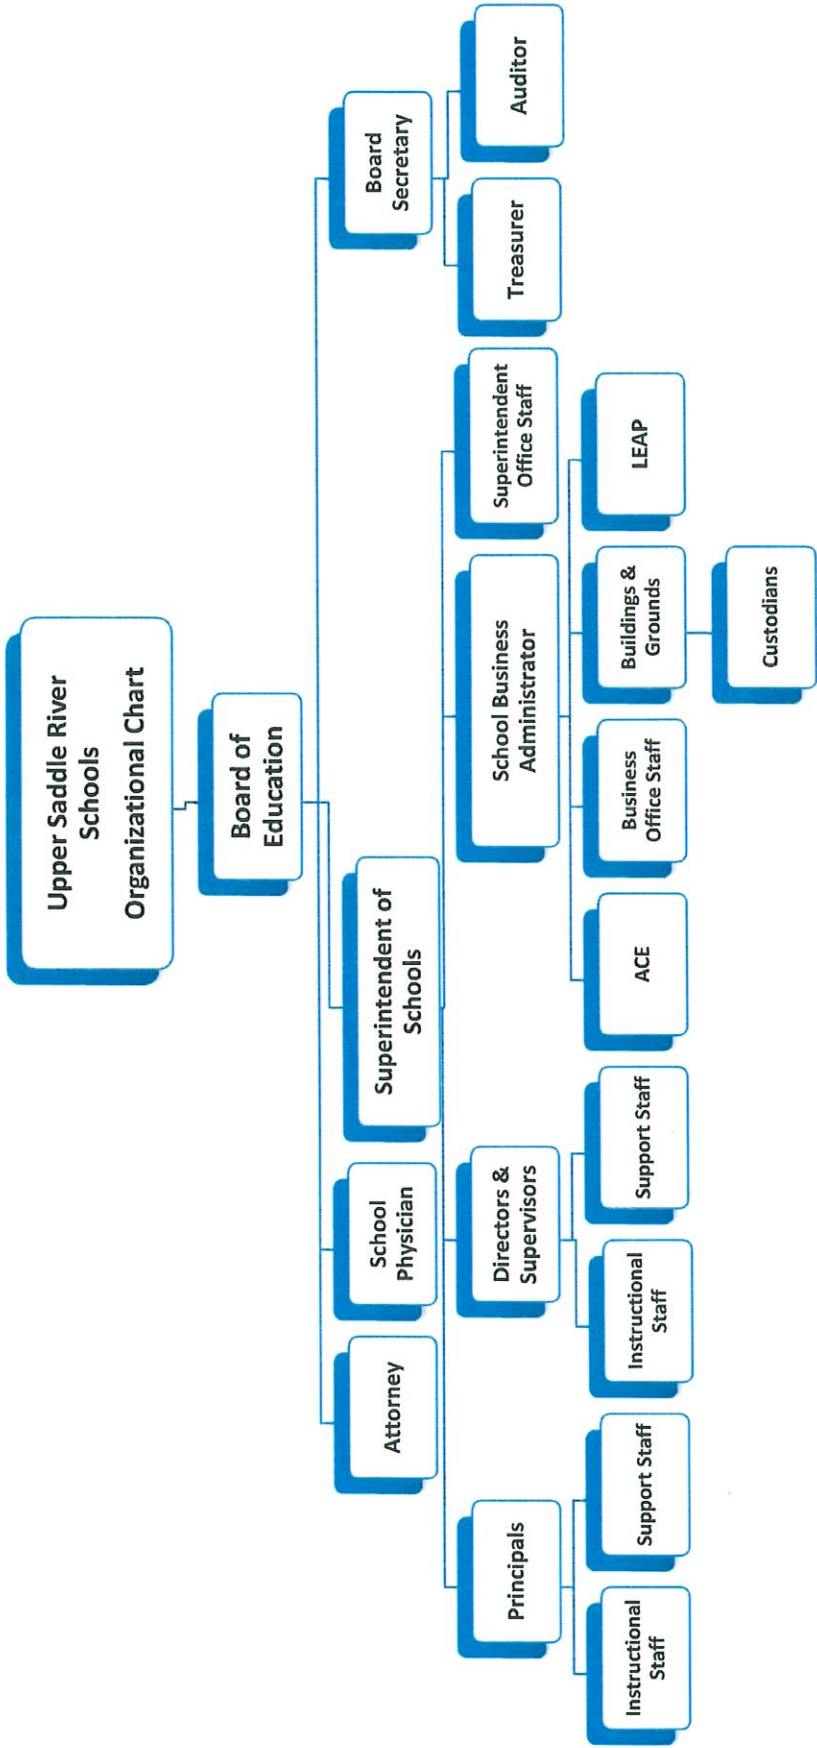 Upper Saddle River
Schools
Organizational Chart
Board of
Education
Attorney
School
Physician
Superintendent of
Schools
Board
Secretary
Principals
Directors &
Supervisors
School Business
Administrator
Superintendent
Office Staff
Treasurer
Auditor
Instructional
Staff
Support Staff
Instructional
Staff
Support Staff
ACE
Business
Office Staff
Buildings &
Grounds
LEAP
Custodians